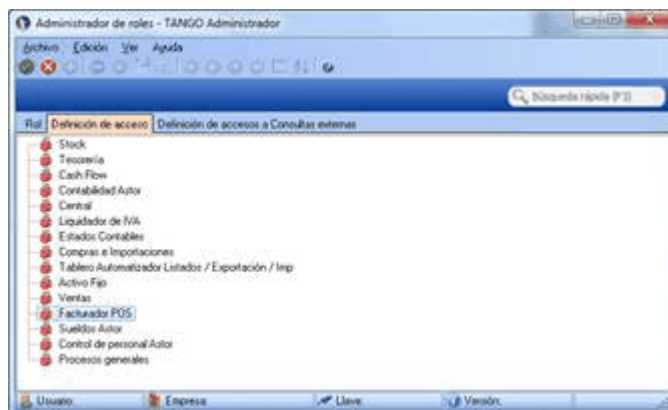 Administrador de roles - TANGO Administrador
Archivo Edición Ver Ayuda
Búsqueda rápida (F3)
Rol Definición de acceso Definición de accesos a Consultas externas
Stock
Tesorería
Cash Flow
Contabilidad Astor
Central
Liquidador de IVA
Estados Contables
Compras e Importaciones
Tablero Automatizador Listados / Exportación / Imp
Activo Fijo
Ventas
Facturador POS
Sueldos Astor
Control de personal Astor
Procesos generales
Usuario: Empresa: Llave: Versión: